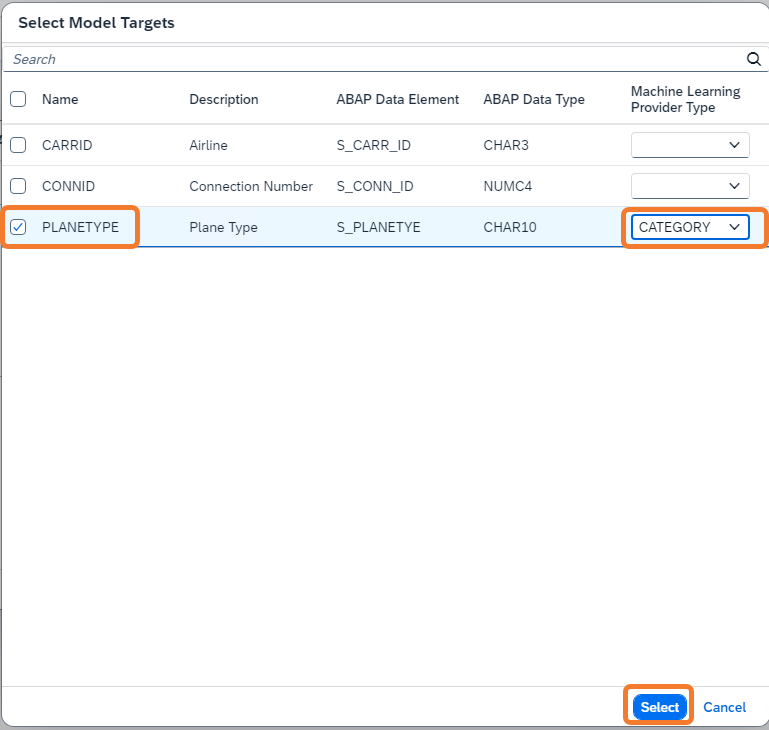 Select Model Targets
Search
Name Description ABAP Data Element ABAP Data Type Machine Learning
Provider Type
CARRID Airline S_CARR_ID CHAR3
CONNID Connection Number S_CONN_ID NUMC4
PLANETYPE Plane Type S_PLANETYE CHAR10 CATEGORY
Select Cancel